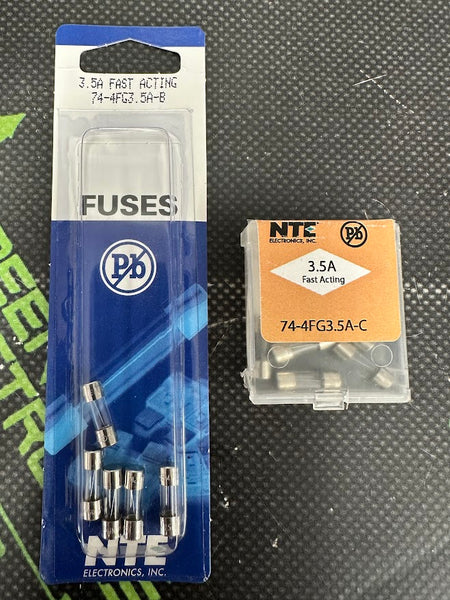 3.5A FAST ACTING
74-4FG3.5A-B
FUSES
Pb
NTE
ELECTRONICS, INC.
NTE
ELECTRONICS, INC.
Pb
3.5A
Fast Acting
74-4FG3.5A-C